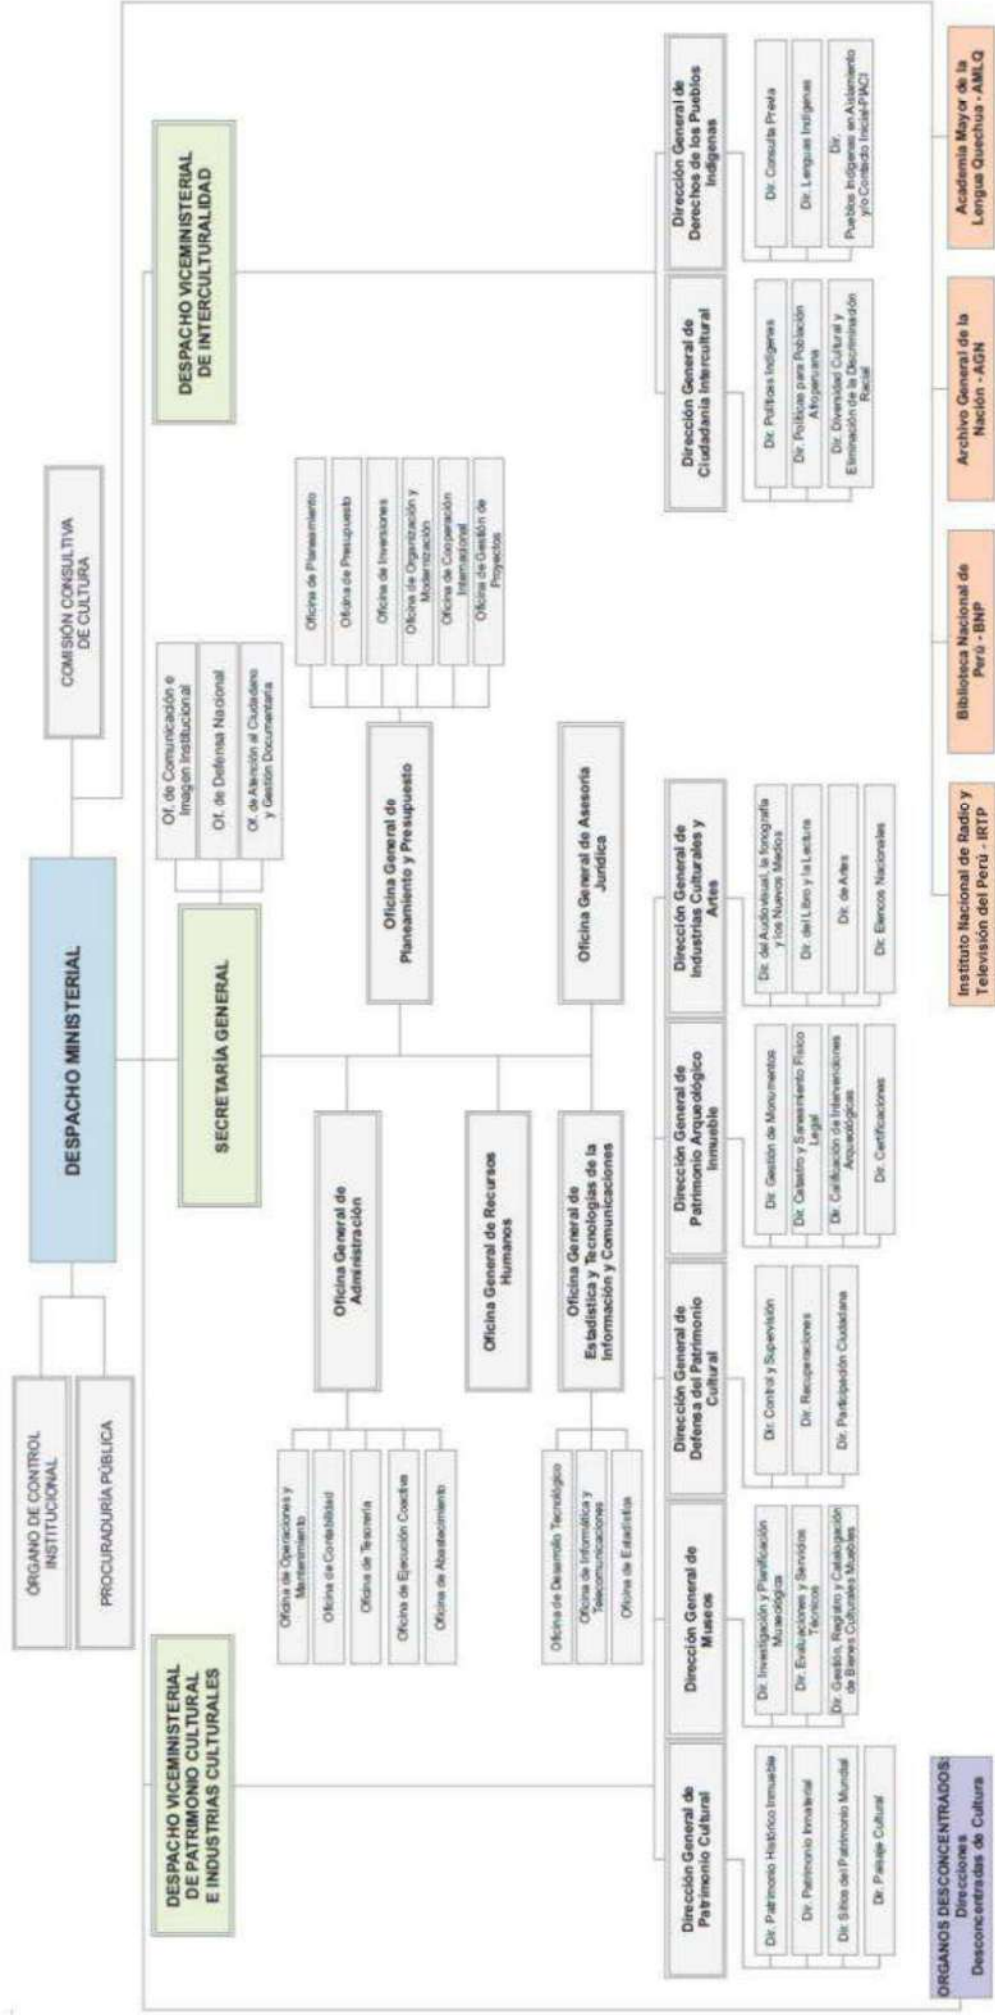 ÓRGANO DE CONTROL
INSTITUCIONAL
PROCURADURÍA PÚBLICA
DESPACHO MINISTERIAL
COMISIÓN CONSULTIVA
DE CULTURA
DESPACHO VICEMINISTERIAL
DE PATRIMONIO CULTURAL
E INDUSTRIAS CULTURALES
SECRETARÍA GENERAL
Of. de Comunicación e
Imagen Institucional
Of. de Defensa Nacional
Of. de Atención al Ciudadano
y Gestión Documentaria
DESPACHO VICEMINISTERIAL
DE INTERCULTURALIDAD
Oficina de Operaciones y
Mantenimiento
Oficina de Contabilidad
Oficina de Tesorería
Oficina de Ejecución Coactiva
Oficina de Abastecimiento
Oficina General de
Administración
Oficina General de
Planeamiento y Presupuesto
Oficina de Planeamiento
Oficina de Presupuesto
Oficina de Inversiones
Oficina de Organización y
Modernización
Oficina de Cooperación
Internacional
Oficina de Gestión de
Proyectos
Oficina General de Recursos
Humanos
Oficina de Desarrollo Tecnológico
Oficina de Informática y
Telecomunicaciones
Oficina de Estadística
Oficina General de
Estadística y Tecnologías de la
Información y Comunicaciones
Oficina General de Asesoría
Jurídica
Dirección General de
Patrimonio Cultural
Dir. Patrimonio Histórico Inmueble
Dir. Patrimonio Inmaterial
Dir. Sitios del Patrimonio Mundial
Dir. Paisaje Cultural
Dirección General de
Museos
Dir. Investigación y Planificación
Museológica
Dir. Evaluaciones y Servicios
Técnicos
Dir. Gestión, Registro y Catalogación
de Bienes Culturales Muebles
Dirección General de
Defensa del Patrimonio
Cultural
Dir. Control y Supervisión
Dir. Recuperaciones
Dir. Participación Ciudadana
Dirección General de
Patrimonio Arqueológico
Inmueble
Dir. Gestión de Monumentos
Dir. Catastro y Saneamiento Físico
Legal
Dir. Calificación de Intervenciones
Arqueológicas
Dir. Certificaciones
Dirección General de
Industrias Culturales y
Artes
Dir. del Audiovisual, la fonografía
y los Nuevos Medios
Dir. del Libro y la Lectura
Dir. de Artes
Dir. Elencos Nacionales
Dirección General de
Ciudadanía Intercultural
Dir. Políticas Indígenas
Dir. Políticas para Población
Afroperuana
Dir. Diversidad Cultural y
Eliminación de la Discriminación
Racial
Dirección General de
Derechos de los Pueblos
Indígenas
Dir. Consulta Previa
Dir. Lenguas Indígenas
Dir.
Pueblos Indígenas en Aislamiento
y/o Contacto Inicial-PIACI
ORGANOS DESCONCENTRADOS:
Direcciones
Desconcentradas de Cultura
Instituto Nacional de Radio y
Televisión del Perú - IRTP
Biblioteca Nacional de
Perú - BNP
Archivo General de la
Nación - AGN
Academia Mayor de la
Lengua Quechua - AMLQ